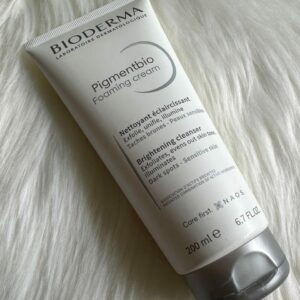 BIODERMA
LABORATOIRE DERMATOLOGIQUE
Pigmentbio
Foaming cream
Nettoyant éclaircissant
Exfolie, unifie, illumine
Taches brunes - Peaux sensibles
Brightening cleanser
Exfoliates, evens out skin tone,
illuminates
Dark spots - Sensitive skin
Care first. NAOS
200 ml ℮ 6.7 FL.OZ.